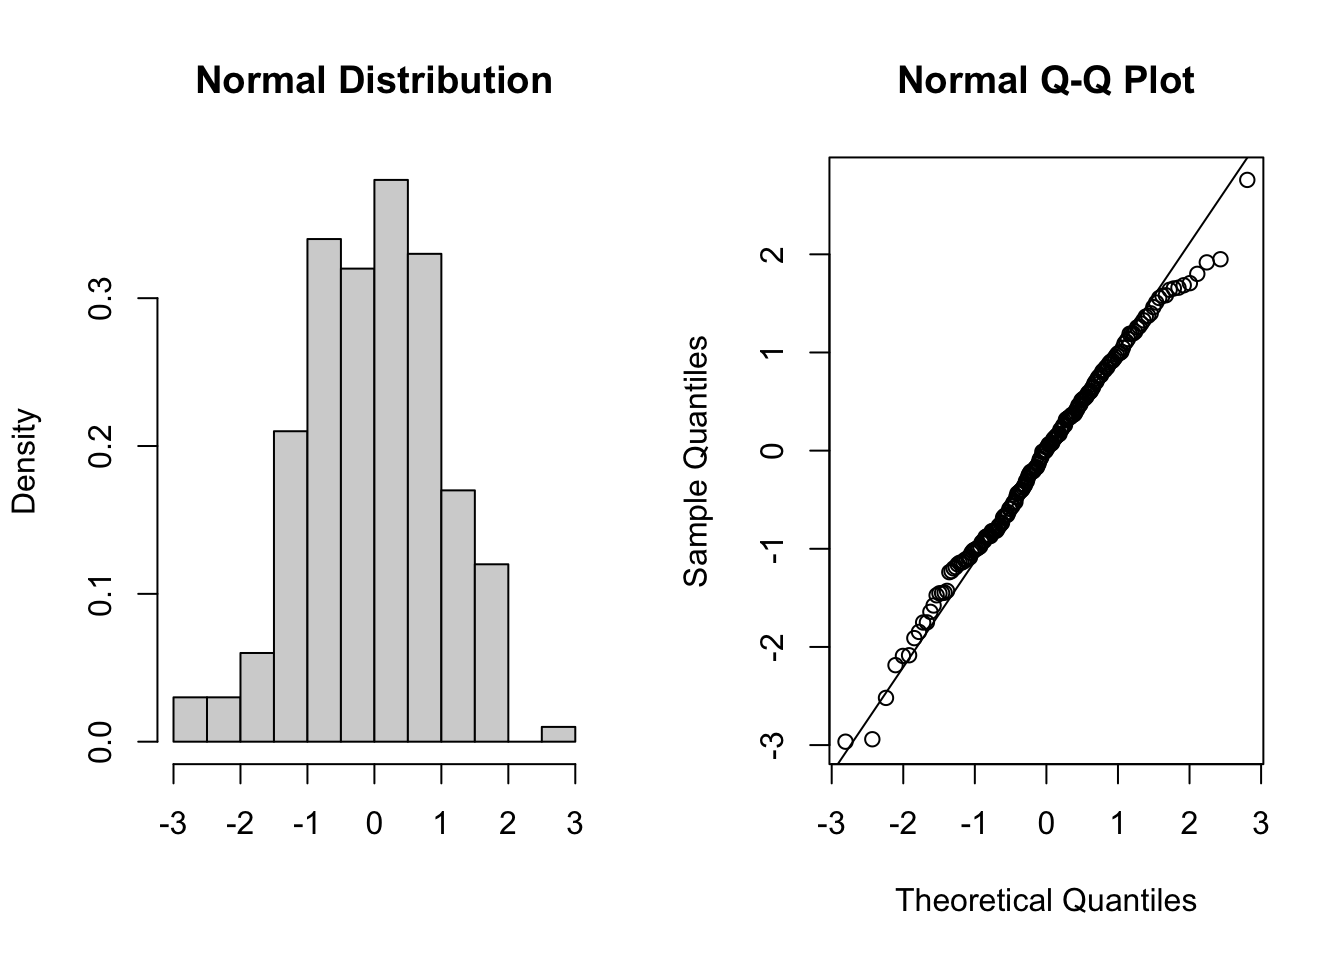 Normal Distribution
Density
0.0 0.1 0.2 0.3
-3 -2 -1 0 1 2 3
Normal Q-Q Plot
Sample Quantiles
-3 -2 -1 0 1 2
-3 -2 -1 0 1 2 3
Theoretical Quantiles